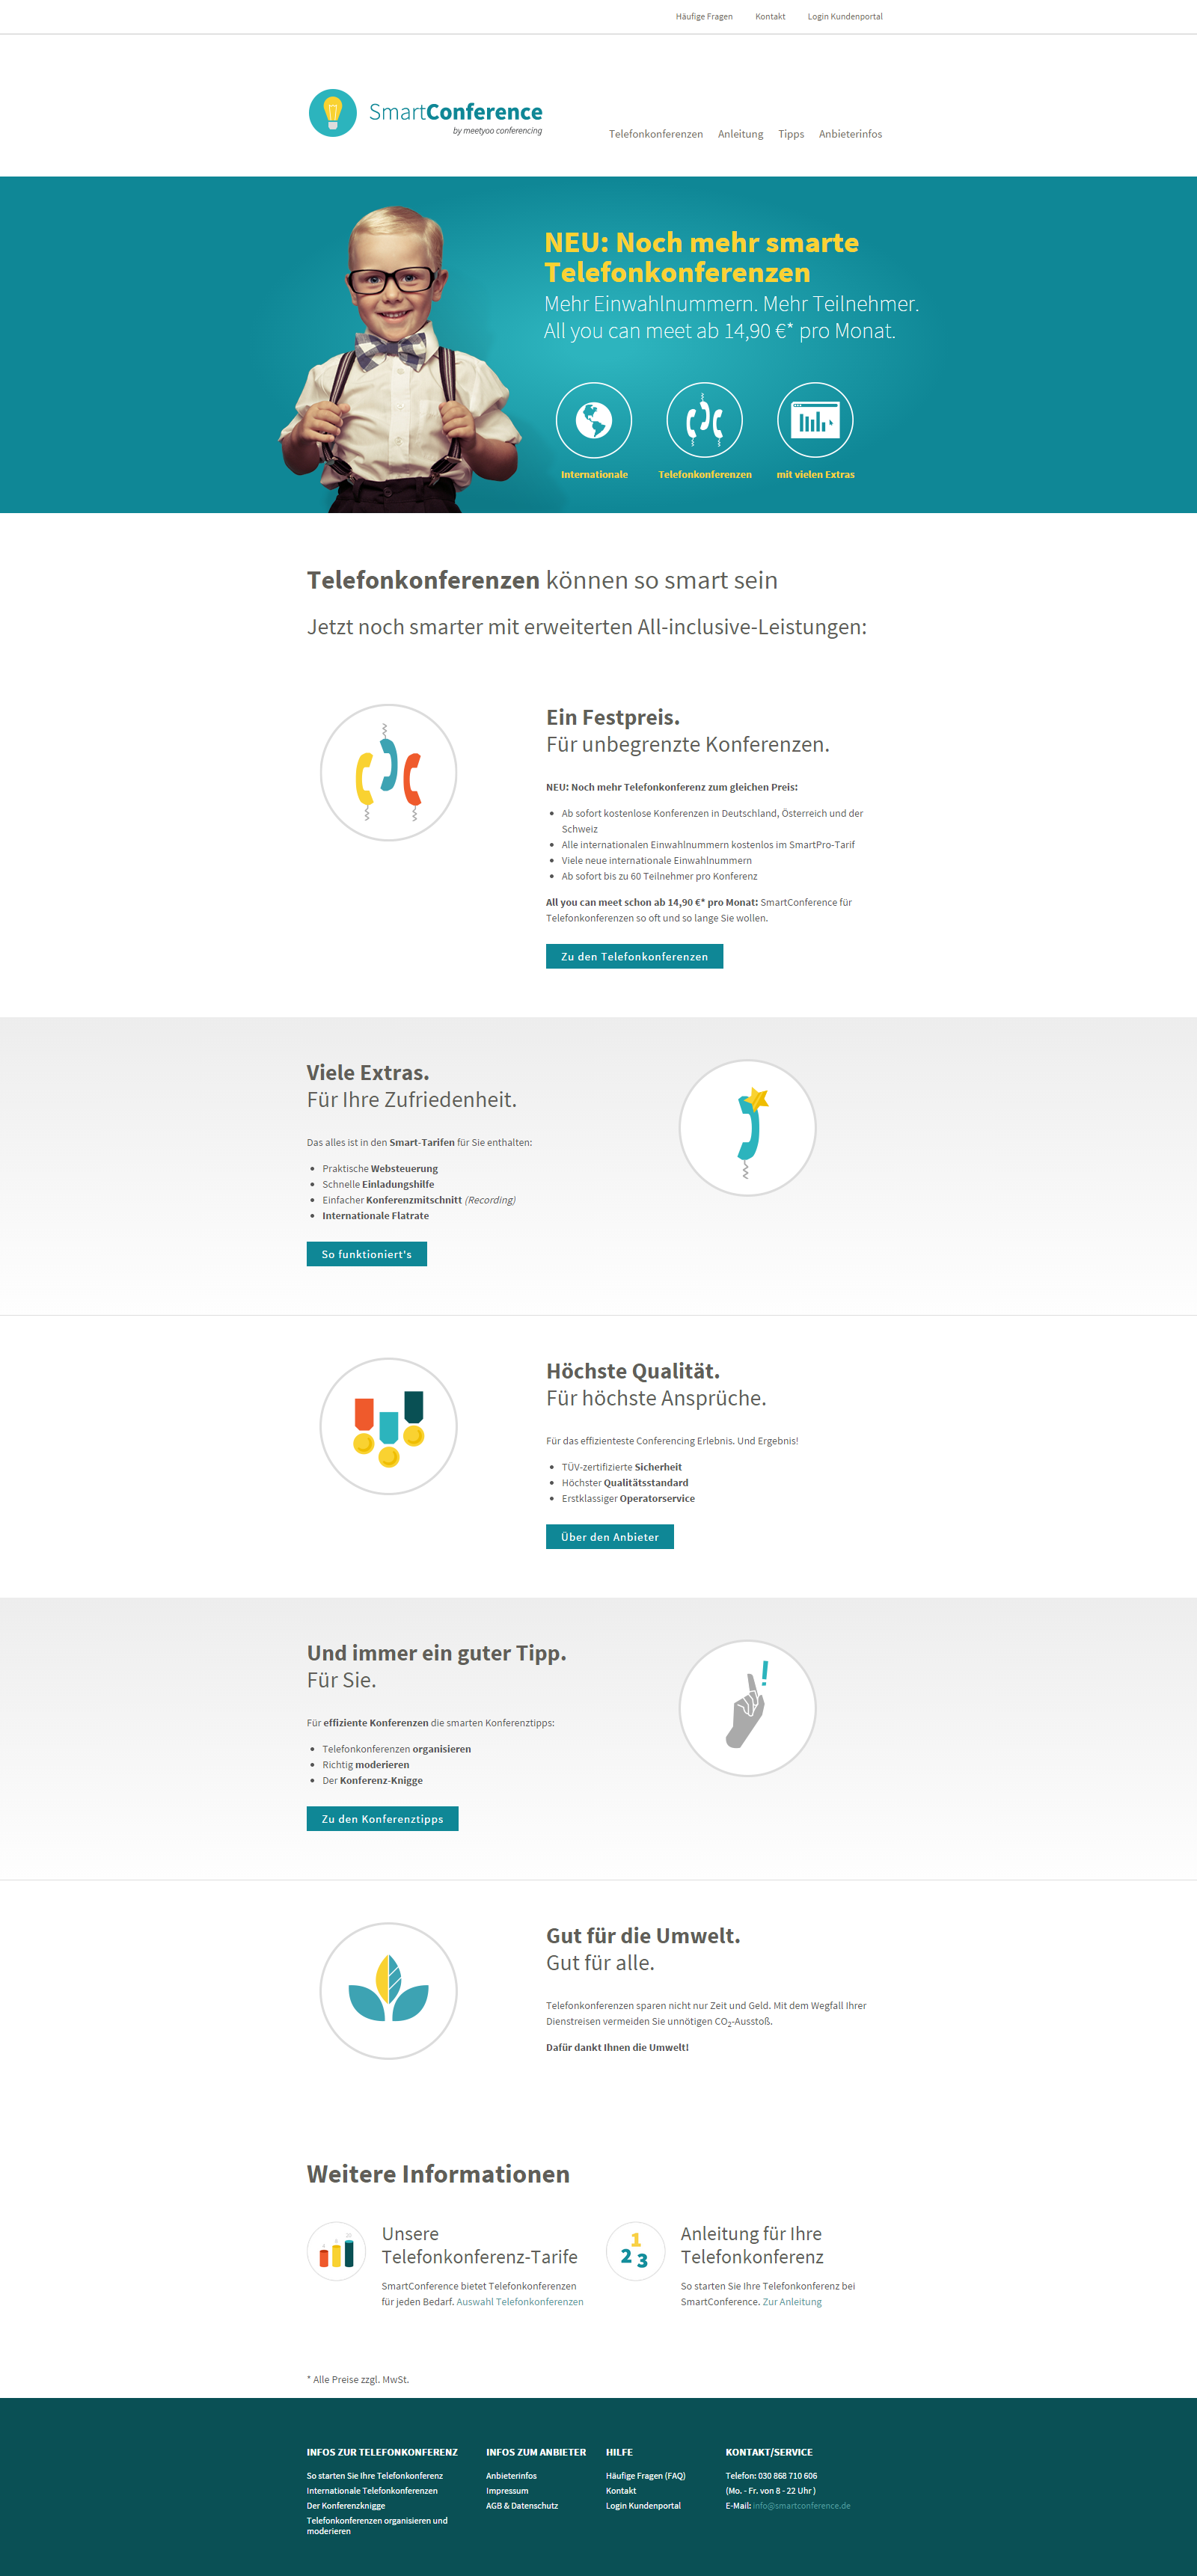 Häufige Fragen Kontakt Login Kundenportal
SmartConference
by meetyoo conferencing
Telefonkonferenzen Anleitung Tipps Anbieterinfos
NEU: Noch mehr smarte
Telefonkonferenzen
Mehr Einwahlnummern. Mehr Teilnehmer.
All you can meet ab 14,90 €* pro Monat.
Internationale Telefonkonferenzen mit vielen Extras
Telefonkonferenzen können so smart sein
Jetzt noch smarter mit erweiterten All-inclusive-Leistungen:
Ein Festpreis.
Für unbegrenzte Konferenzen.
NEU: Noch mehr Telefonkonferenz zum gleichen Preis:
• Ab sofort kostenlose Konferenzen in Deutschland, Österreich und der
Schweiz
• Alle internationalen Einwahlnummern kostenlos im SmartPro-Tarif
• Viele neue internationale Einwahlnummern
• Ab sofort bis zu 60 Teilnehmer pro Konferenz
All you can meet schon ab 14,90 €* pro Monat: SmartConference für
Telefonkonferenzen so oft und so lange Sie wollen.
Zu den Telefonkonferenzen
Viele Extras.
Für Ihre Zufriedenheit.
Das alles ist in den Smart-Tarifen für Sie enthalten:
• Praktische Websteuerung
• Schnelle Einladungshilfe
• Einfacher Konferenzmitschnitt (Recording)
• Internationale Flatrate
So funktioniert's
Höchste Qualität.
Für höchste Ansprüche.
Für das effizienteste Conferencing Erlebnis. Und Ergebnis!
• TÜV-zertifizierte Sicherheit
• Höchster Qualitätsstandard
• Erstklassiger Operatorservice
Über den Anbieter
Und immer ein guter Tipp.
Für Sie.
!
Für effiziente Konferenzen die smarten Konferenztipps:
• Telefonkonferenzen organisieren
• Richtig moderieren
• Der Konferenz-Knigge
Zu den Konferenztipps
Gut für die Umwelt.
Gut für alle.
Telefonkonferenzen sparen nicht nur Zeit und Geld. Mit dem Wegfall Ihrer
Dienstreisen vermeiden Sie unnötigen CO2-Ausstoß.
Dafür dankt Ihnen die Umwelt!
Weitere Informationen
Unsere
Telefonkonferenz-Tarife
SmartConference bietet Telefonkonferenzen
für jeden Bedarf. Auswahl Telefonkonferenzen
1
2 3
Anleitung für Ihre
Telefonkonferenz
So starten Sie Ihre Telefonkonferenz bei
SmartConference. Zur Anleitung
* Alle Preise zzgl. MwSt.
INFOS ZUR TELEFONKONFERENZ
So starten Sie Ihre Telefonkonferenz
Internationale Telefonkonferenzen
Der Konferenzknigge
Telefonkonferenzen organisieren und
moderieren
INFOS ZUM ANBIETER
Anbieterinfos
Impressum
AGB & Datenschutz
HILFE
Häufige Fragen (FAQ)
Kontakt
Login Kundenportal
KONTAKT/SERVICE
Telefon: 030 868 710 606
(Mo. - Fr. von 8 - 22 Uhr )
E-Mail: info@smartconference.de